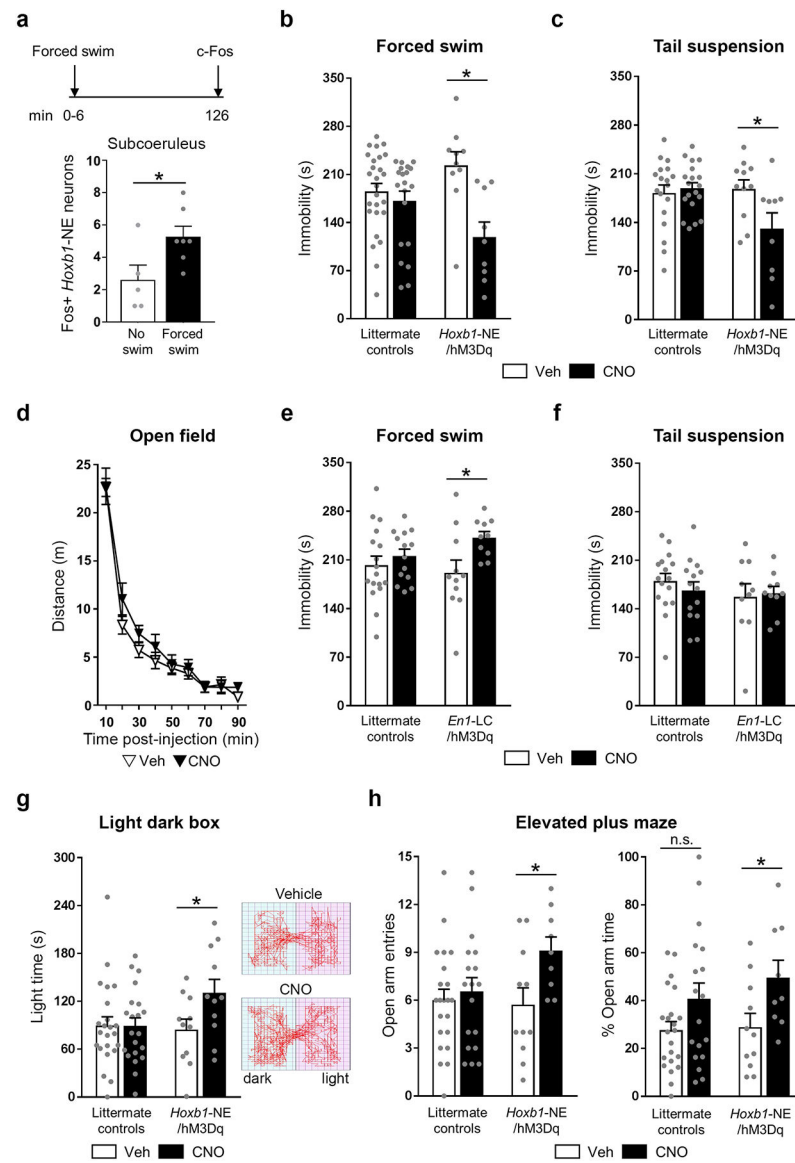 a
Forced swim
c-Fos
min 0-6
126
Subcoeruleus
Fos+ Hoxb1-NE neurons
10
8
6
4
2
0
*
No
swim
Forced
swim
b
Forced swim
Immobility (s)
350
280
210
140
70
0
*
Littermate
controls
Hoxb1-NE
/hM3Dq
c
Tail suspension
Immobility (s)
350
280
210
140
70
0
*
Littermate
controls
Hoxb1-NE
/hM3Dq
Veh CNO
d
Open field
Distance (m)
25
20
15
10
5
0
10 30 50 70 90
Time post-injection (min)
Veh CNO
e
Forced swim
Immobility (s)
350
280
210
140
70
0
*
Littermate
controls
En1-LC
/hM3Dq
f
Tail suspension
Immobility (s)
350
280
210
140
70
0
Littermate
controls
En1-LC
/hM3Dq
Veh CNO
g
Light dark box
Light time (s)
300
240
180
120
60
0
*
Littermate
controls
Hoxb1-NE
/hM3Dq
Veh CNO
Vehicle
CNO
dark light
h
Elevated plus maze
Open arm entries
15
12
9
6
3
0
*
Littermate
controls
Hoxb1-NE
/hM3Dq
% Open arm time
100
80
60
40
20
0
n.s.
*
Littermate
controls
Hoxb1-NE
/hM3Dq
Veh CNO